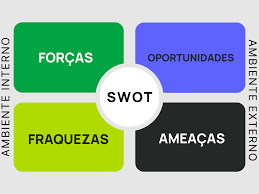 AMBIENTE INTERNO
FORÇAS
OPORTUNIDADES
SWOT
FRAQUEZAS
AMEAÇAS
AMBIENTE EXTERNO